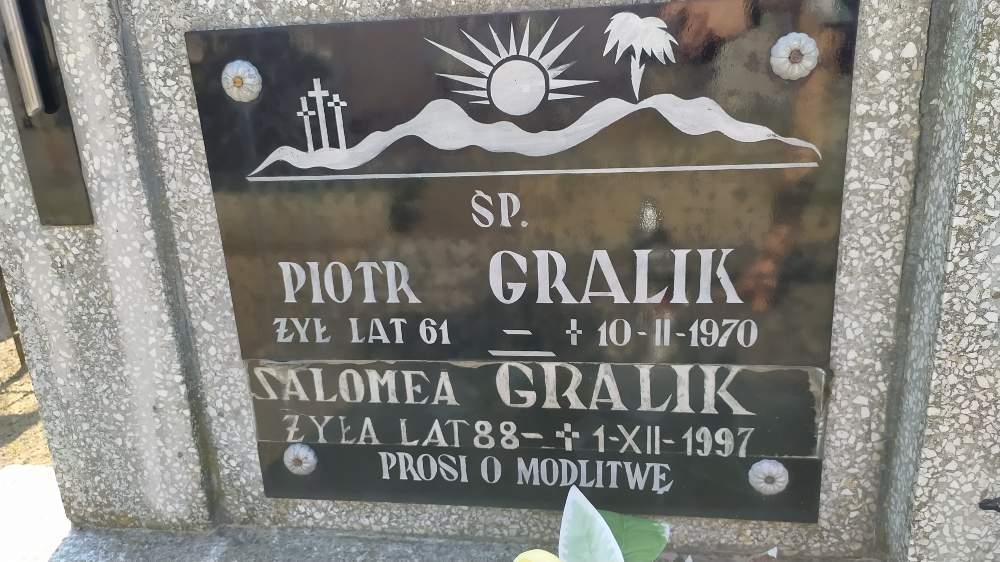 ŚP.
PIOTR GRALIK
ŻYŁ LAT 61 – ✝ 10-II-1970
SALOMEA GRALIK
ŻYŁA LAT 88 – ✝ 1-XII-1997
PROSI O MODLITWĘ